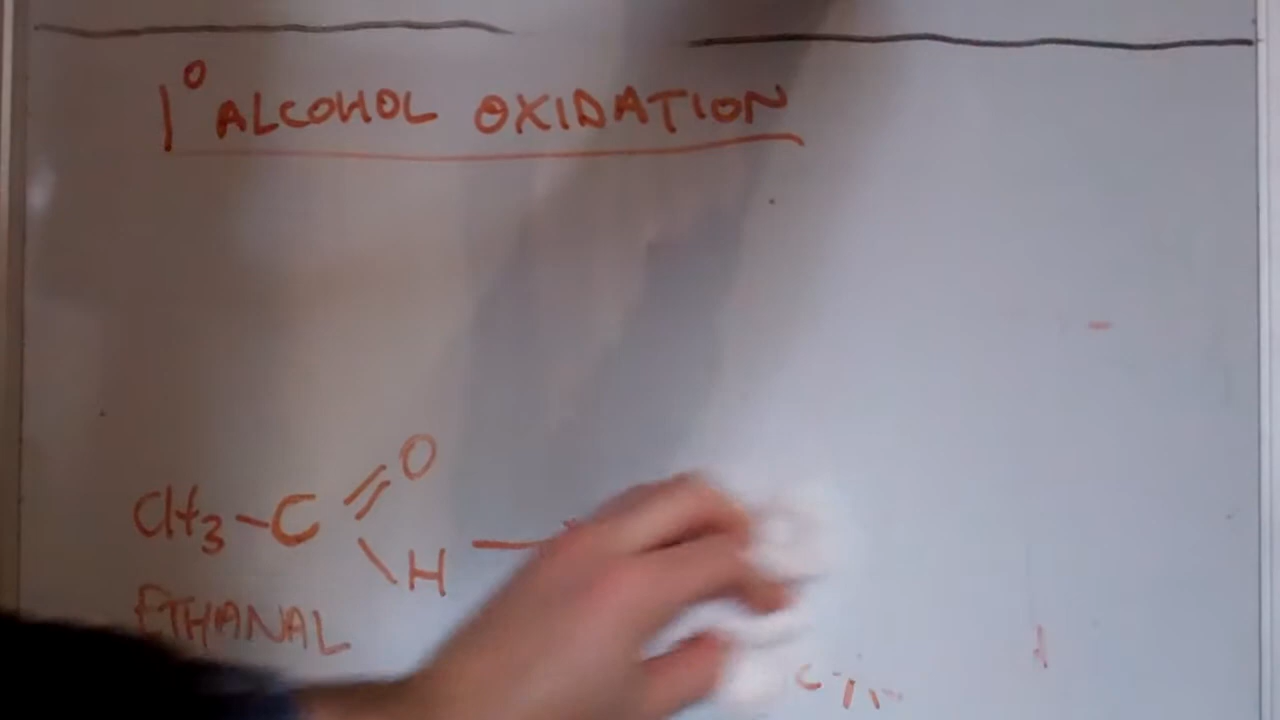 1° ALCOHOL OXIDATION
O
CH₃-C
H
ETHANAL